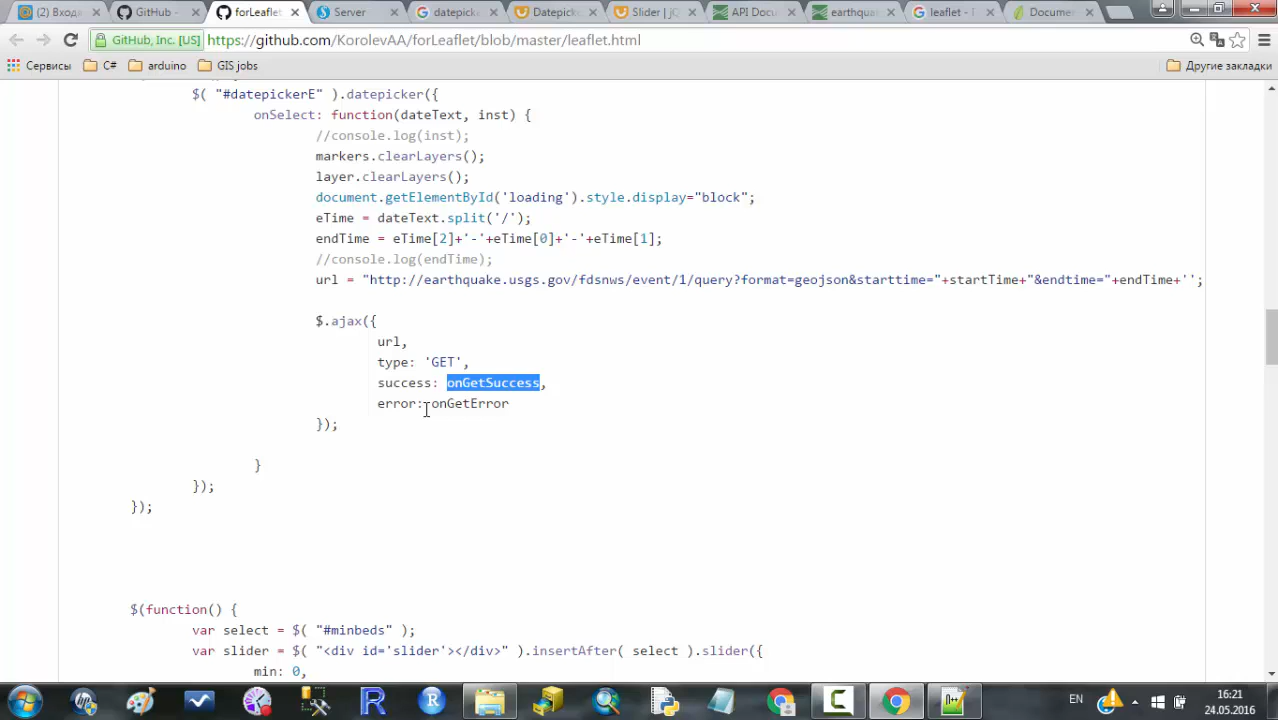 (2) Входя
GitHub -
forLeaflet
Server
datepick
Datepick
Slider | jQ
API Docu
earthqual
leaflet - F
Docume
GitHub, Inc. [US] https://github.com/KorolevAA/forLeaflet/blob/master/leaflet.html
Сервисы C# arduino GIS jobs Другие закладки
$( "#datepickerE" ).datepicker({
onSelect: function(dateText, inst) {
//console.log(inst);
markers.clearLayers();
layer.clearLayers();
document.getElementById('loading').style.display="block";
eTime = dateText.split('/');
endTime = eTime[2]+'-'+eTime[0]+'-'+eTime[1];
//console.log(endTime);
url = "http://earthquake.usgs.gov/fdsnws/event/1/query?format=geojson&starttime="+startTime+"&endtime="+endTime+'';
$.ajax({
url,
type: 'GET',
success: onGetSuccess,
error: onGetError
});
}
});
});
$(function() {
var select = $( "#minbeds" );
var slider = $( "<div id='slider'></div>" ).insertAfter( select ).slider({
min: 0,
EN 16:21
24.05.2016